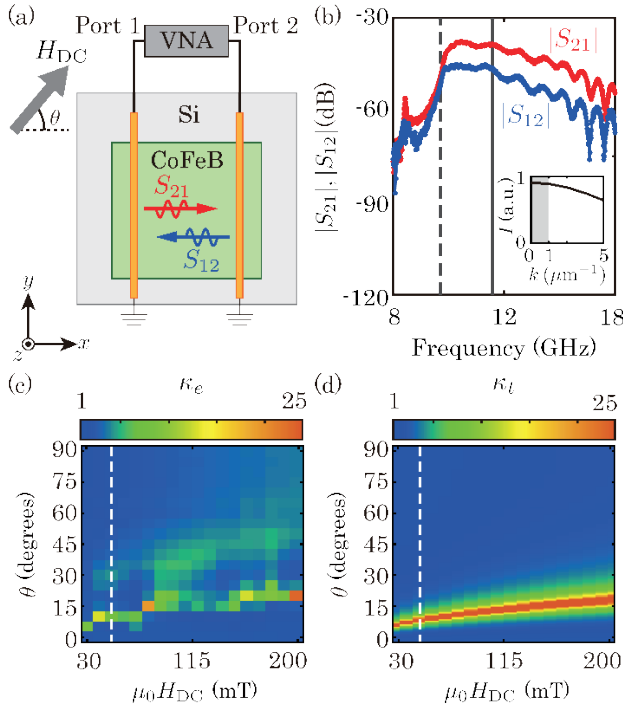 (a)
Port 1
VNA
Port 2
H_DC
θ
Si
CoFeB
S₂₁
S₁₂
y
z
x
(b)
|S₂₁|, |S₁₂| (dB)
-30
-60
-90
-120
|S₂₁|
|S₁₂|
I (a.u.)
1
0
0
1
5
k (μm⁻¹)
8
12
18
Frequency (GHz)
(c)
κₑ
1
25
θ (degrees)
90
75
60
45
30
15
0
30
115
200
μ₀H_DC (mT)
(d)
κₜ
1
25
θ (degrees)
90
75
60
45
30
15
0
30
115
200
μ₀H_DC (mT)